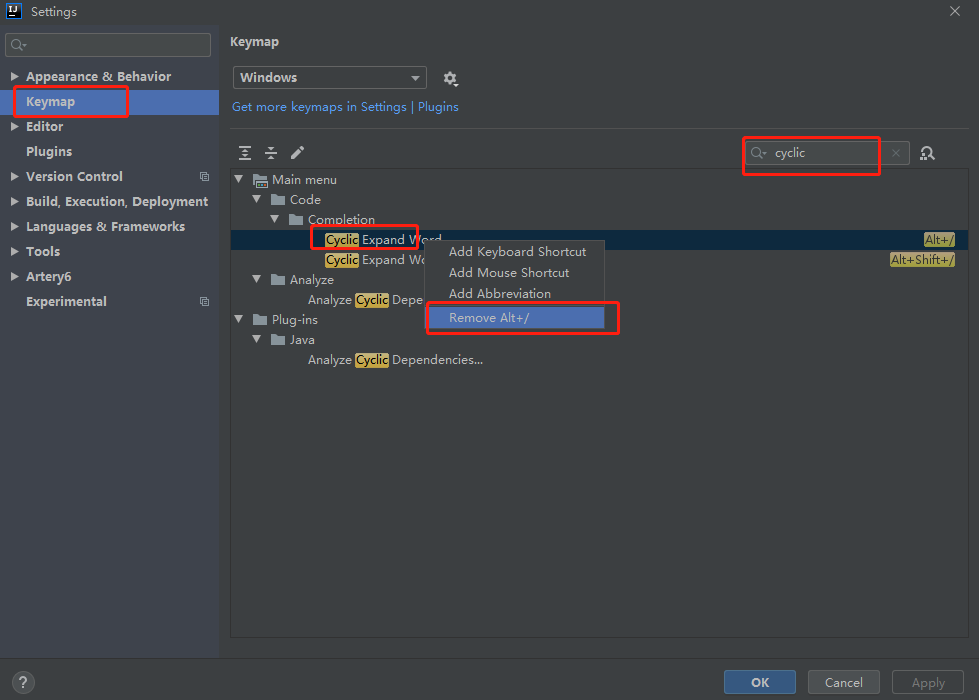 IJ Settings
Appearance & Behavior
Keymap
Editor
Plugins
Version Control
Build, Execution, Deployment
Languages & Frameworks
Tools
Artery6
Experimental
Keymap
Windows
Get more keymaps in Settings | Plugins
cyclic
Main menu
Code
Completion
Cyclic Expand Word Alt+/
Cyclic Expand Wo Alt+Shift+/
Analyze
Analyze Cyclic Depe
Plug-ins
Java
Analyze Cyclic Dependencies...
Add Keyboard Shortcut
Add Mouse Shortcut
Add Abbreviation
Remove Alt+/
?
OK
Cancel
Apply